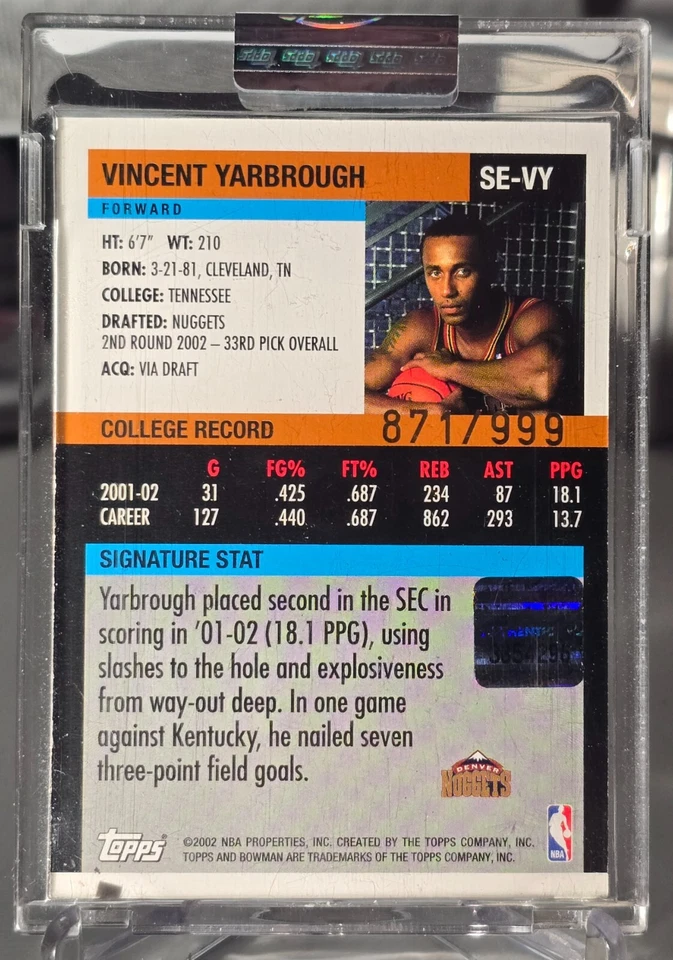 VINCENT YARBROUGH
SE-VY
FORWARD
HT: 6'7" WT: 210
BORN: 3-21-81, CLEVELAND, TN
COLLEGE: TENNESSEE
DRAFTED: NUGGETS
2ND ROUND 2002 – 33RD PICK OVERALL
ACQ: VIA DRAFT
COLLEGE RECORD
871/999
G FG% FT% REB AST PPG
2001-02 31 .425 .687 234 87 18.1
CAREER 127 .440 .687 862 293 13.7
SIGNATURE STAT
Yarbrough placed second in the SEC in
scoring in '01-02 (18.1 PPG), using
slashes to the hole and explosiveness
from way-out deep. In one game
against Kentucky, he nailed seven
three-point field goals.
DENVER
NUGGETS
topps
©2002 NBA PROPERTIES, INC. CREATED BY THE TOPPS COMPANY, INC.
TOPPS AND BOWMAN ARE TRADEMARKS OF THE TOPPS COMPANY, INC.
NBA